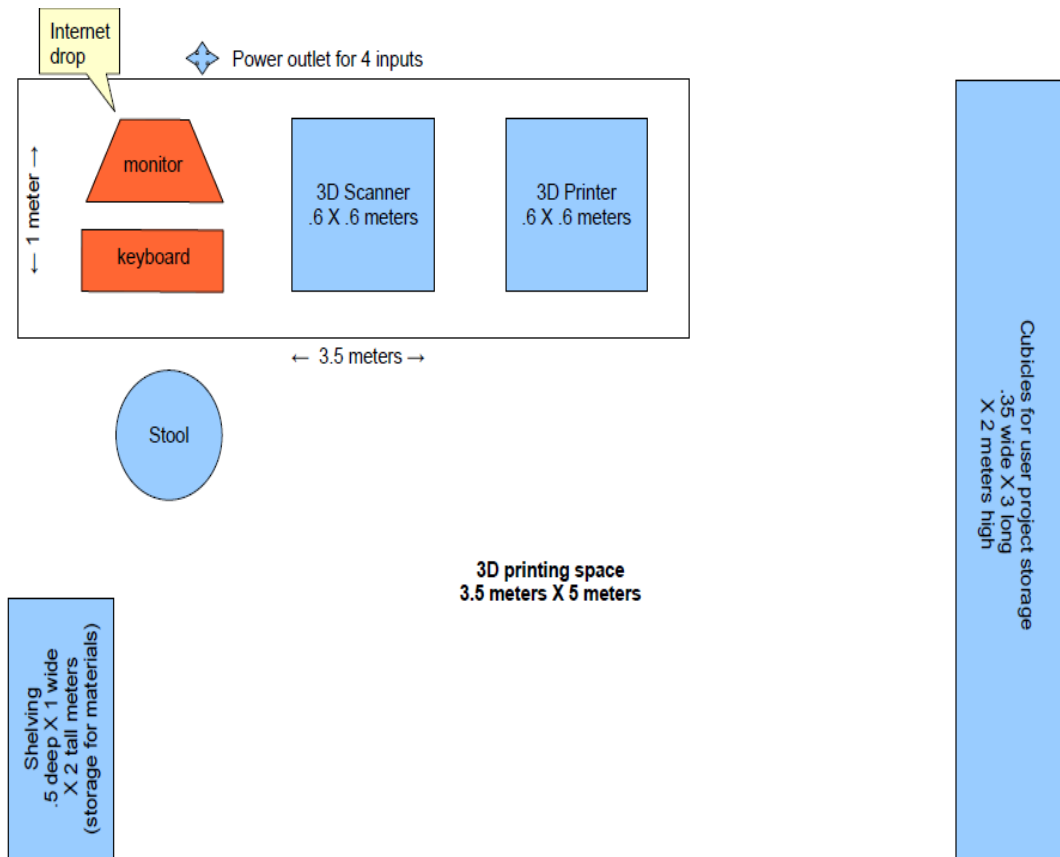 Internet
drop
Power outlet for 4 inputs
← 1 meter →
monitor
keyboard
3D Scanner
.6 X .6 meters
3D Printer
.6 X .6 meters
← 3.5 meters →
Stool
Cubicles for user project storage
.35 wide X 3 long
X 2 meters high
3D printing space
3.5 meters X 5 meters
Shelving
.5 deep X 1 wide
X 2 tall meters
(storage for materials)